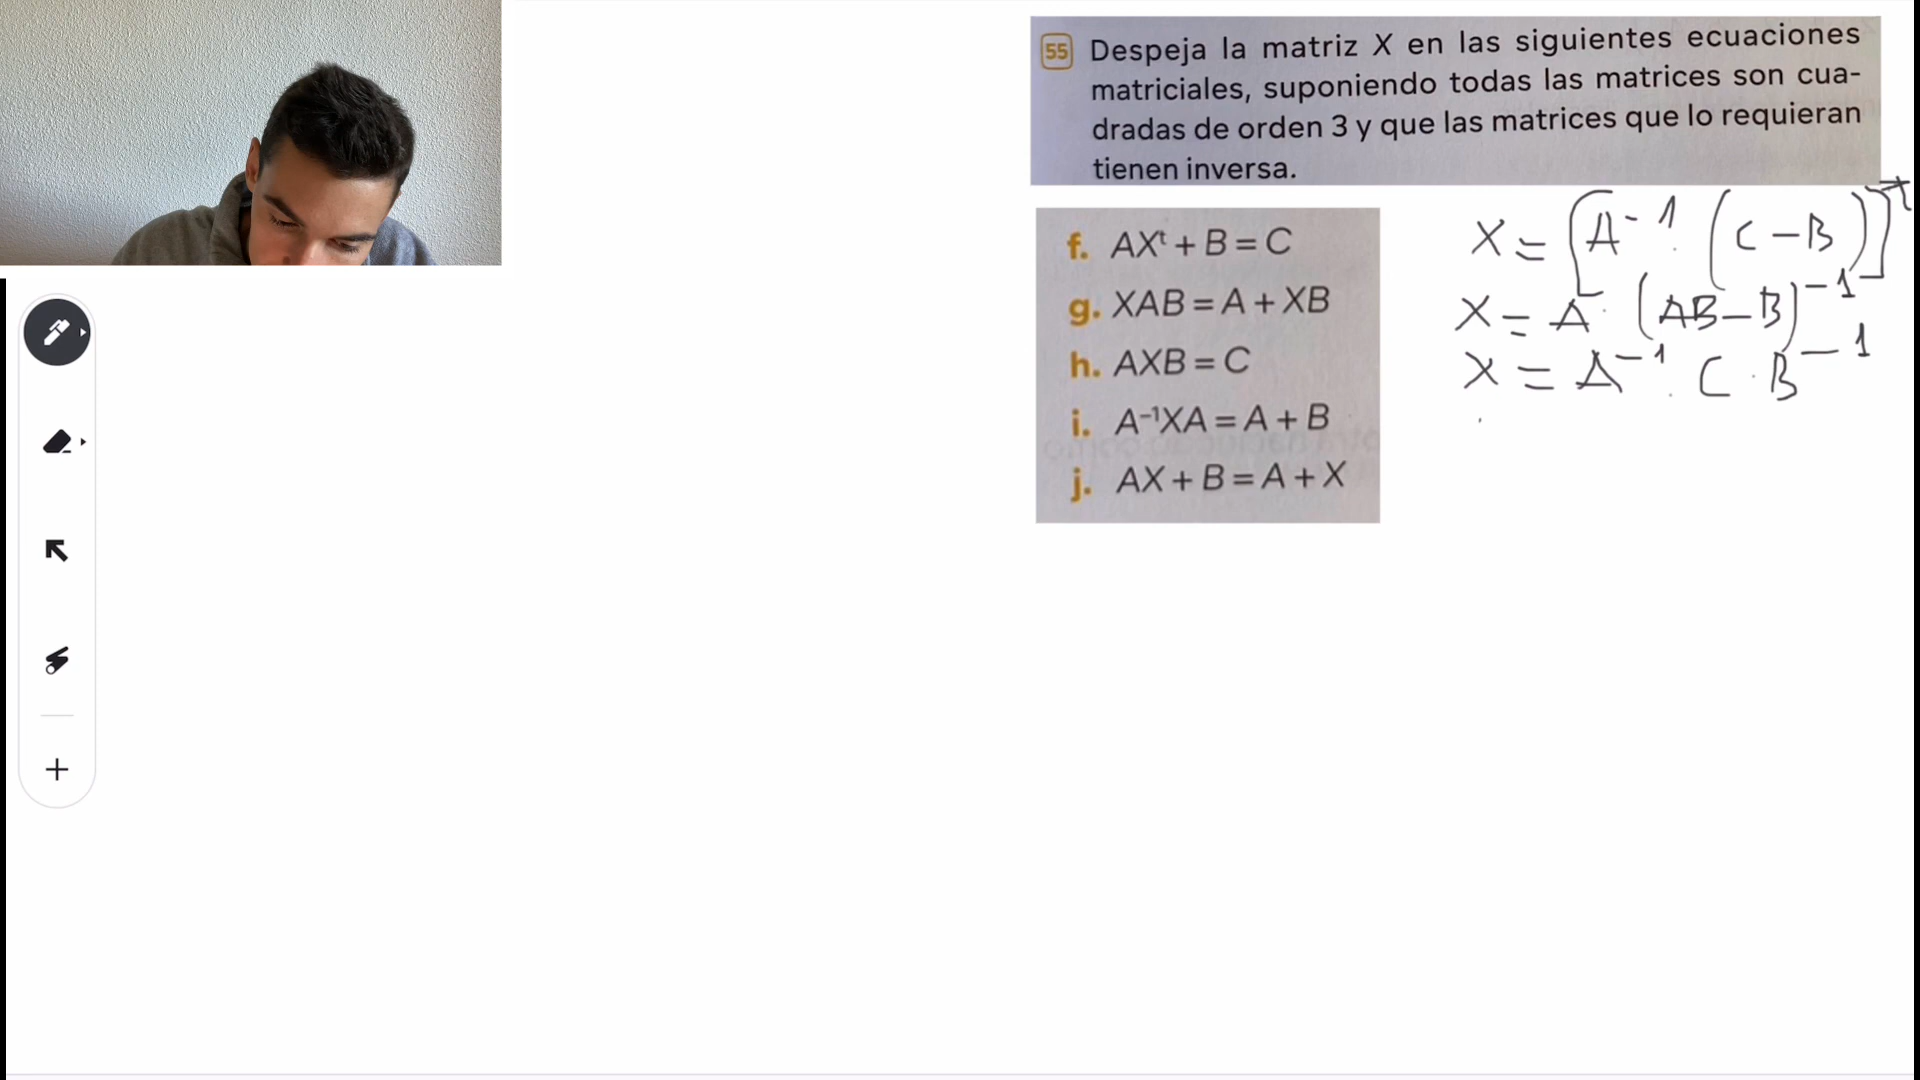 55 Despeja la matriz X en las siguientes ecuaciones
matriciales, suponiendo todas las matrices son cua-
dradas de orden 3 y que las matrices que lo requieran
tienen inversa.
f. AXᵗ + B = C
g. XAB = A + XB
h. AXB = C
i. A⁻¹XA = A + B
j. AX + B = A + X
X = [A⁻¹ · (C − B)]ᵗ
X = A · (AB − B)⁻¹
X = A⁻¹ · C · B⁻¹